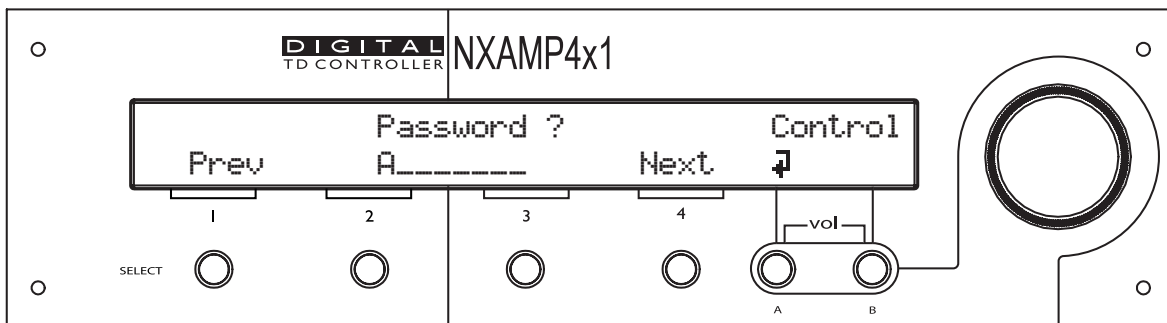 DIGITAL
TD CONTROLLER
NXAMP4x1
Password ? Control
Prev A_______ Next
1 2 3 4
vol
SELECT
A B